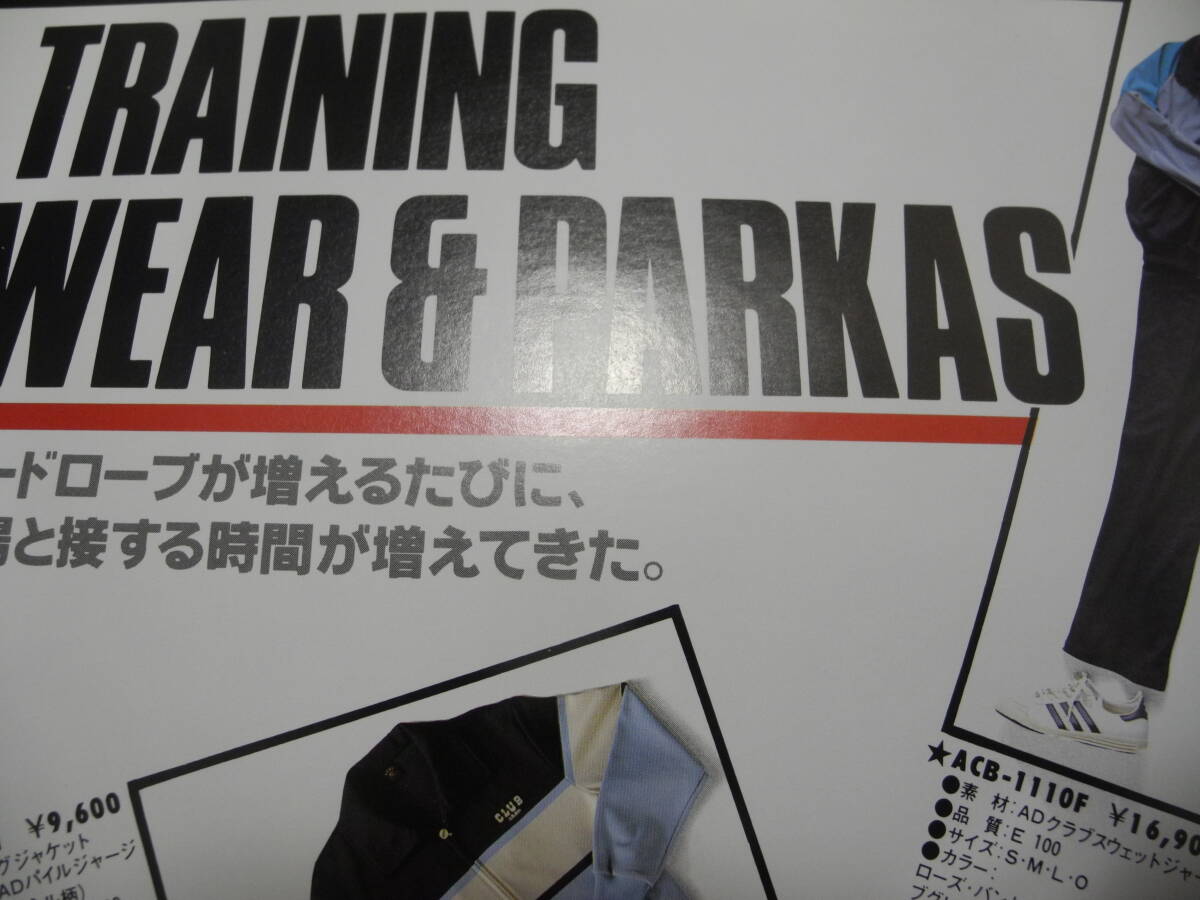 TRAINING
WEAR & PARKAS
ードローブが増えるたびに、
場と接する時間が増えてきた。
¥9,600
グジャケット
ADパイルジャージ
CLUB
★ACB-1110F ¥16,90
●素 材:ADクラブスウェットジャー
●品 質:E 100
●サイズ:S・M・L・O
●カラー:
ローズ・バン